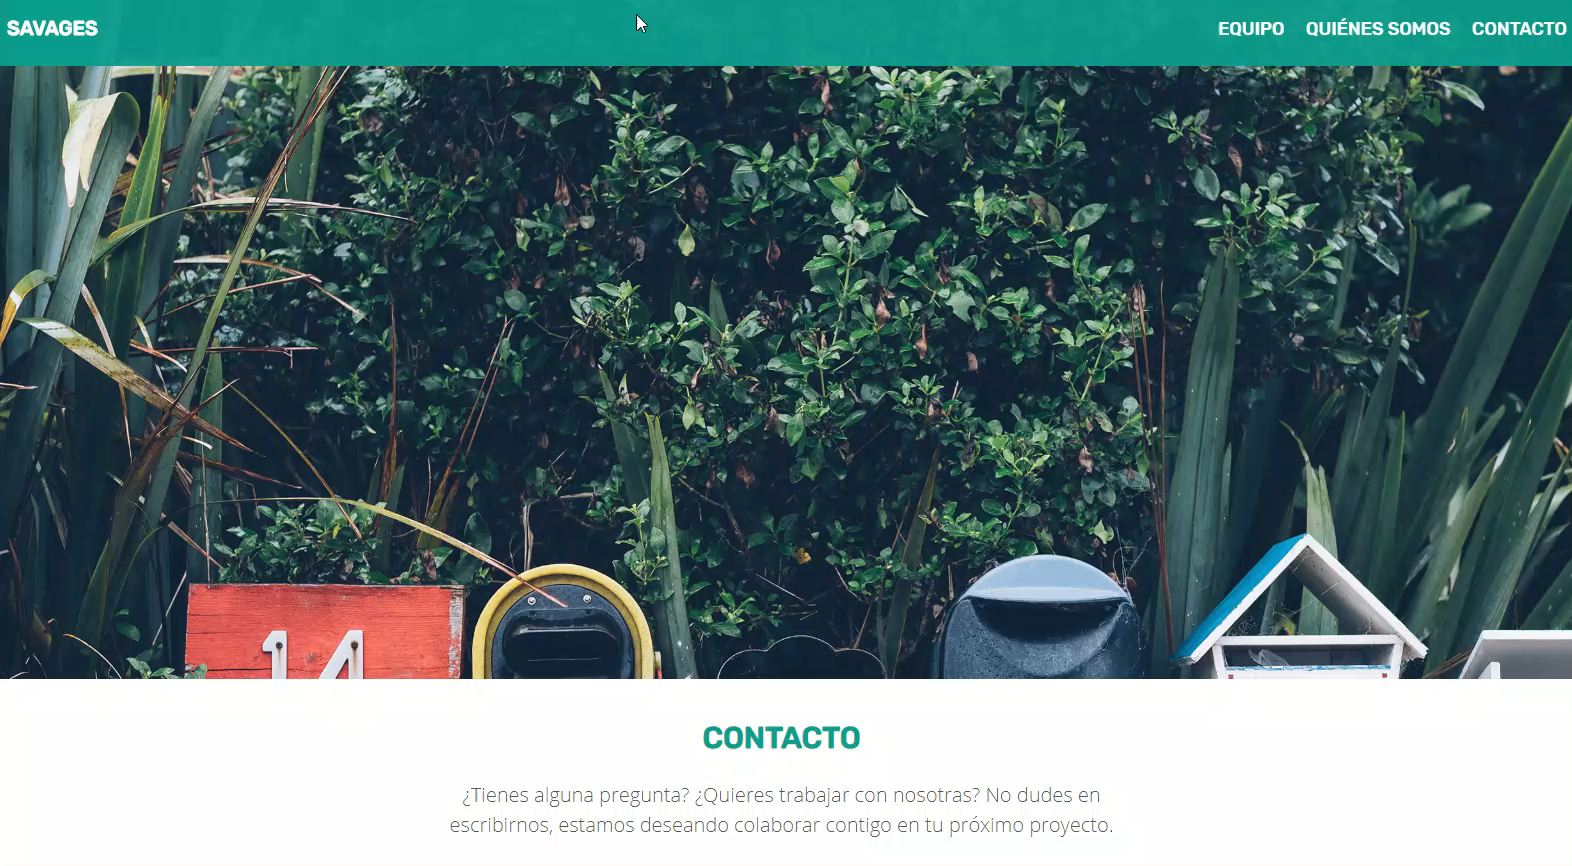 SAVAGES
EQUIPO QUIÉNES SOMOS CONTACTO
14
CONTACTO
¿Tienes alguna pregunta? ¿Quieres trabajar con nosotras? No dudes en
escribirnos, estamos deseando colaborar contigo en tu próximo proyecto.